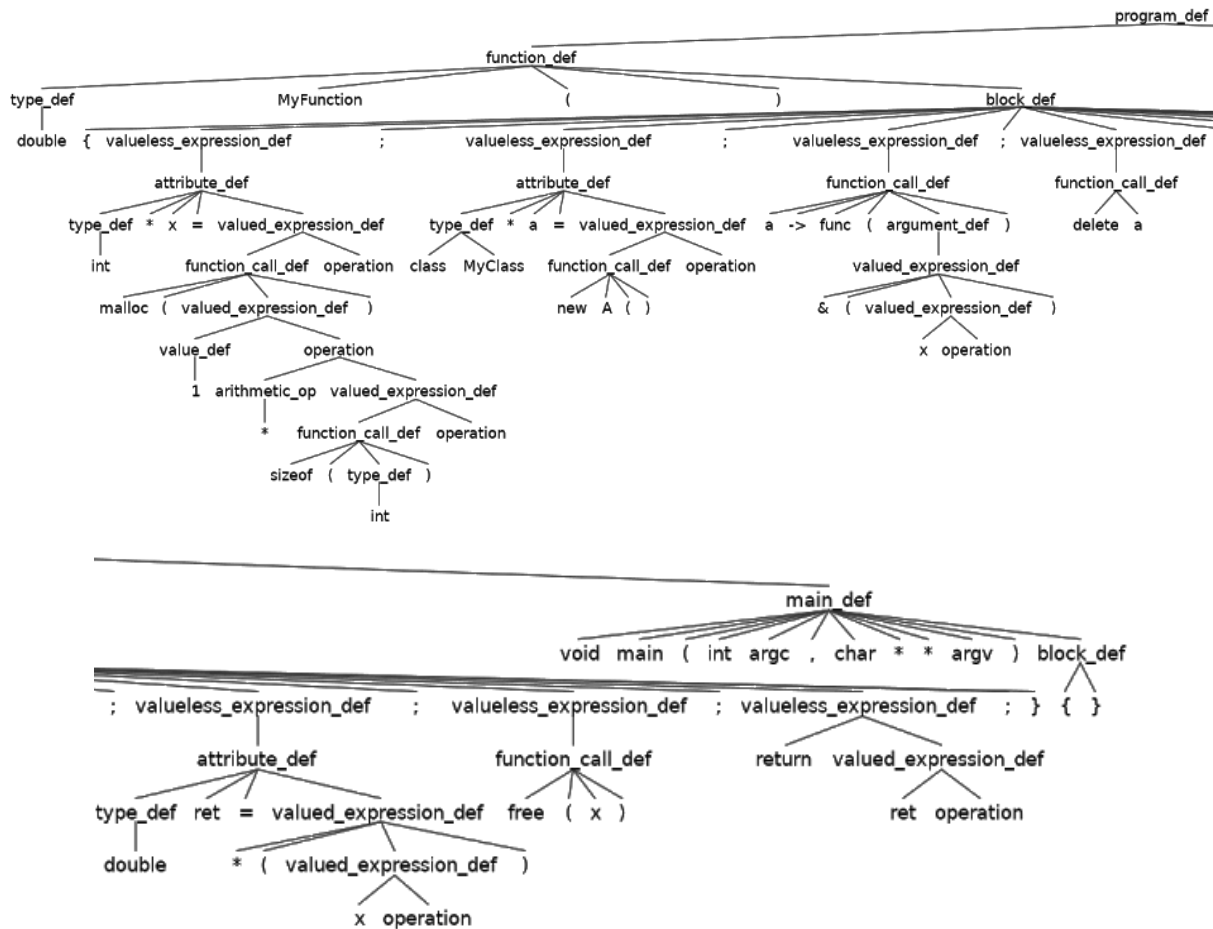 program_def
function_def
type_def MyFunction ( ) block_def
double { valueless_expression_def ; valueless_expression_def ; valueless_expression_def ; valueless_expression_def
attribute_def attribute_def function_call_def function_call_def
type_def * x = valued_expression_def type_def * a = valued_expression_def a -> func ( argument_def ) delete a
int function_call_def operation class MyClass function_call_def operation valued_expression_def
malloc ( valued_expression_def ) new A ( ) & ( valued_expression_def )
value_def operation x operation
1 arithmetic_op valued_expression_def
* function_call_def operation
sizeof ( type_def )
int
main_def
void main ( int argc , char * * argv ) block_def
; valueless_expression_def ; valueless_expression_def ; valueless_expression_def ; } { }
attribute_def function_call_def return valued_expression_def
type_def ret = valued_expression_def free ( x ) ret operation
double * ( valued_expression_def )
x operation